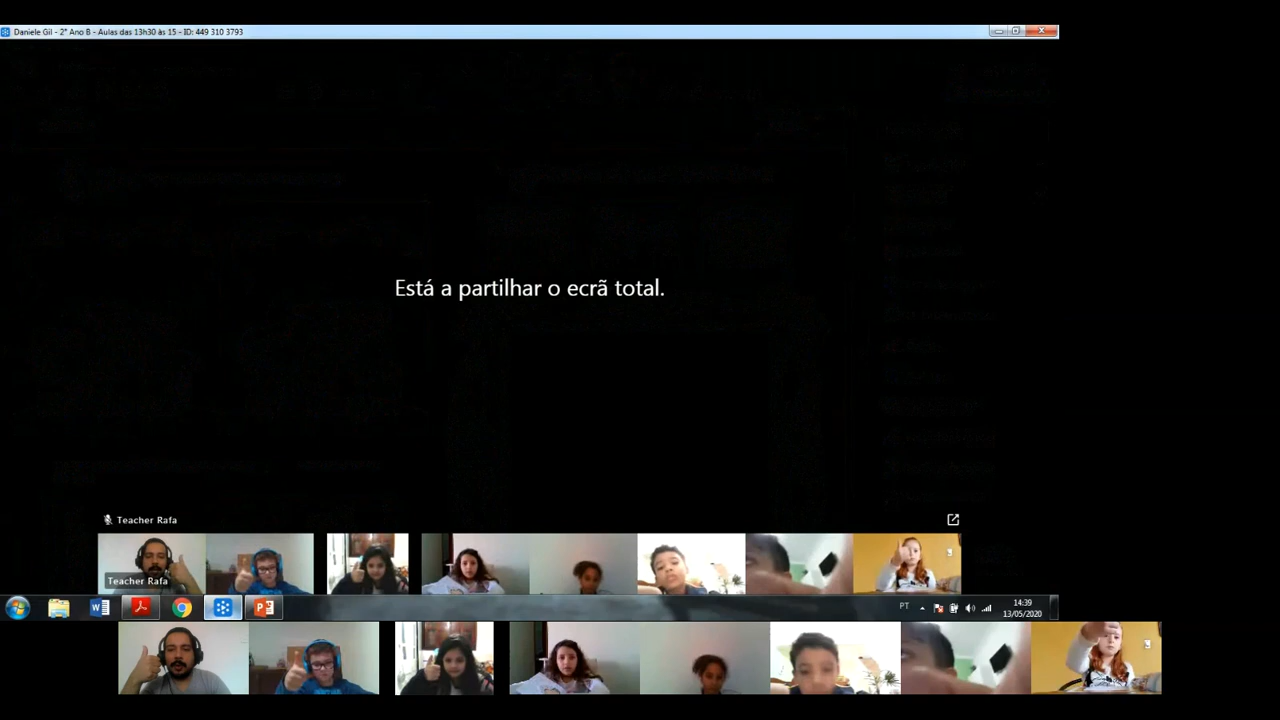 Daniele Gil - 2° Ano B - Aulas das 13h30 às 15 - ID: 449 310 3793
Está a partilhar o ecrã total.
Teacher Rafa
Teacher Rafa
PT
14:39
13/05/2020